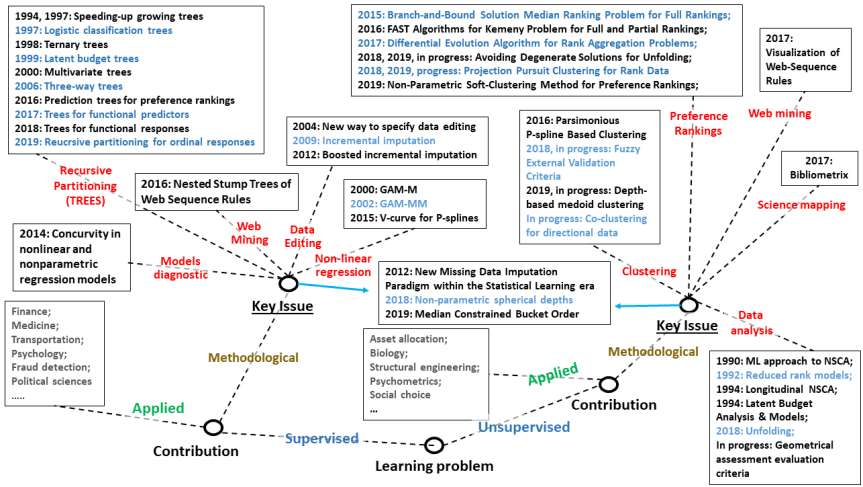 1994, 1997: Speeding-up growing trees
1997: Logistic classification trees
1998: Ternary trees
1999: Latent budget trees
2000: Multivariate trees
2006: Three-way trees
2016: Prediction trees for preference rankings
2017: Trees for functional predictors
2018: Trees for functional responses
2019: Reucrsive partitioning for ordinal responses
2015: Branch-and-Bound Solution Median Ranking Problem for Full Rankings;
2016: FAST Algorithms for Kemeny Problem for Full and Partial Rankings;
2017: Differential Evolution Algorithm for Rank Aggregation Problems;
2018, 2019, in progress: Avoiding Degenerate Solutions for Unfolding;
2018, 2019, progress: Projection Pursuit Clustering for Rank Data
2019: Non-Parametric Soft-Clustering Method for Preference Rankings;
2017:
Visualization of
Web-Sequence
Rules
Preference
Rankings
Web mining
2004: New way to specify data editing
2009: Incremental imputation
2012: Boosted incremental imputation
2016: Parsimonious
P-spline Based Clustering
2018, in progress: Fuzzy
External Validation
Criteria
2019, in progress: Depth-
based medoid clustering
In progress: Co-clustering
for directional data
2017:
Bibliometrix
Science mapping
Recursive
Partitioning
(TREES)
2016: Nested Stump Trees of
Web Sequence Rules
2000: GAM-M
2002: GAM-MM
2015: V-curve for P-splines
Web
Mining
Data
Editing
Non-linear
regression
2014: Concurvity in
nonlinear and
nonparametric
regression models
Models
diagnostic
Key Issue
2012: New Missing Data Imputation
Paradigm within the Statistical Learning era
2018: Non-parametric spherical depths
2019: Median Constrained Bucket Order
Clustering
Key Issue
Data
analysis
Finance;
Medicine;
Transportation;
Psychology;
Fraud detection;
Political sciences
.....
Methodological
Asset allocation;
Biology;
Structural engineering;
Psychometrics;
Social choice
...
Methodological
1990: ML approach to NSCA;
1992: Reduced rank models;
1994: Longitudinal NSCA;
1994: Latent Budget
Analysis & Models;
2018: Unfolding;
In progress: Geometrical
assessment evaluation
criteria
Applied
Applied
Contribution
Contribution
Supervised
Unsupervised
Learning problem